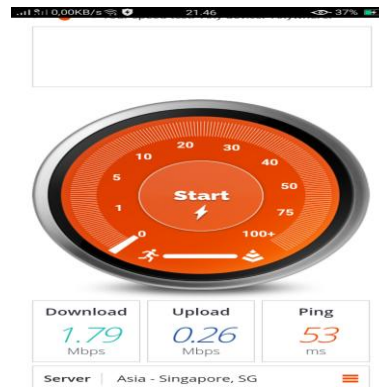 0,00KB/s 21.46 37%
20 30
10 40
5 50
Start
1 75
0 100+
Download Upload Ping
1.79 0.26 53
Mbps Mbps ms
Server Asia - Singapore, SG